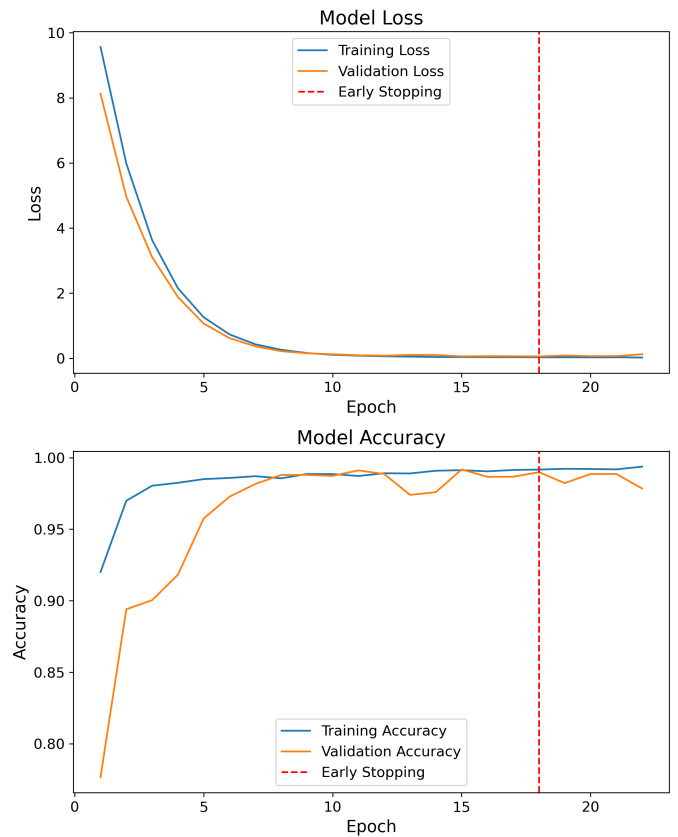 Model Loss
10
8
6
4
2
0
Loss
Training Loss
Validation Loss
Early Stopping
0 5 10 15 20
Epoch
Model Accuracy
1.00
0.95
0.90
0.85
0.80
Accuracy
Training Accuracy
Validation Accuracy
Early Stopping
0 5 10 15 20
Epoch